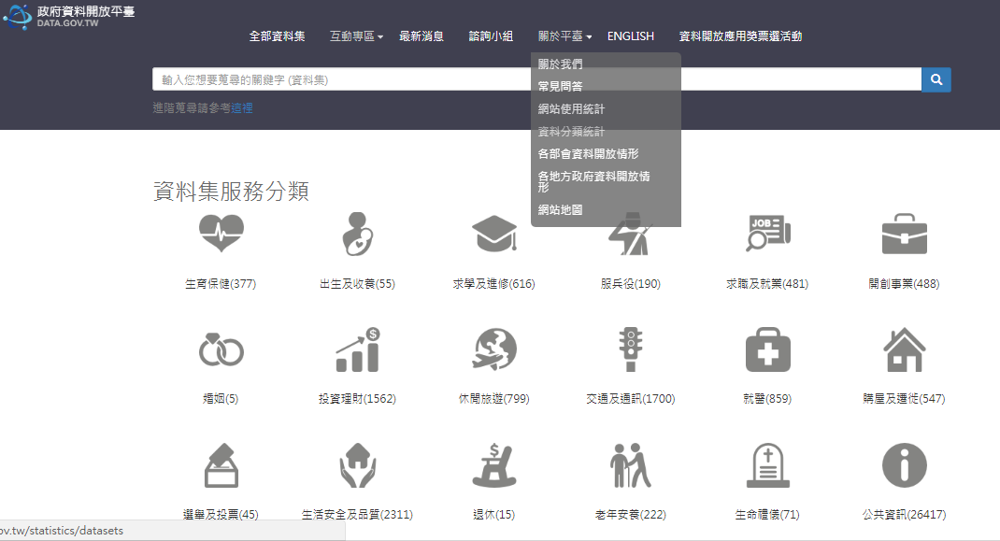 政府資料開放平臺
DATA.GOV.TW
全部資料集 互動專區 最新消息 諮詢小組 關於平臺 ENGLISH 資料開放應用獎票選活動
關於我們
常見問答
網站使用統計
資料分類統計
各部會資料開放情形
各地方政府資料開放情
形
網站地圖
輸入您想要蒐尋的關鍵字 (資料集)
進階蒐尋請參考這裡
資料集服務分類
JOB
生育保健(377) 出生及收養(55) 求學及進修(616) 服兵役(190) 求職及就業(481) 開創事業(488)
$
婚姻(5) 投資理財(1562) 休閒旅遊(799) 交通及通訊(1700) 就醫(859) 購屋及遷徙(547)
$
選舉及投票(45) 生活安全及品質(2311) 退休(15) 老年安養(222) 生命禮儀(71) 公共資訊(26417)
ov.tw/statistics/datasets